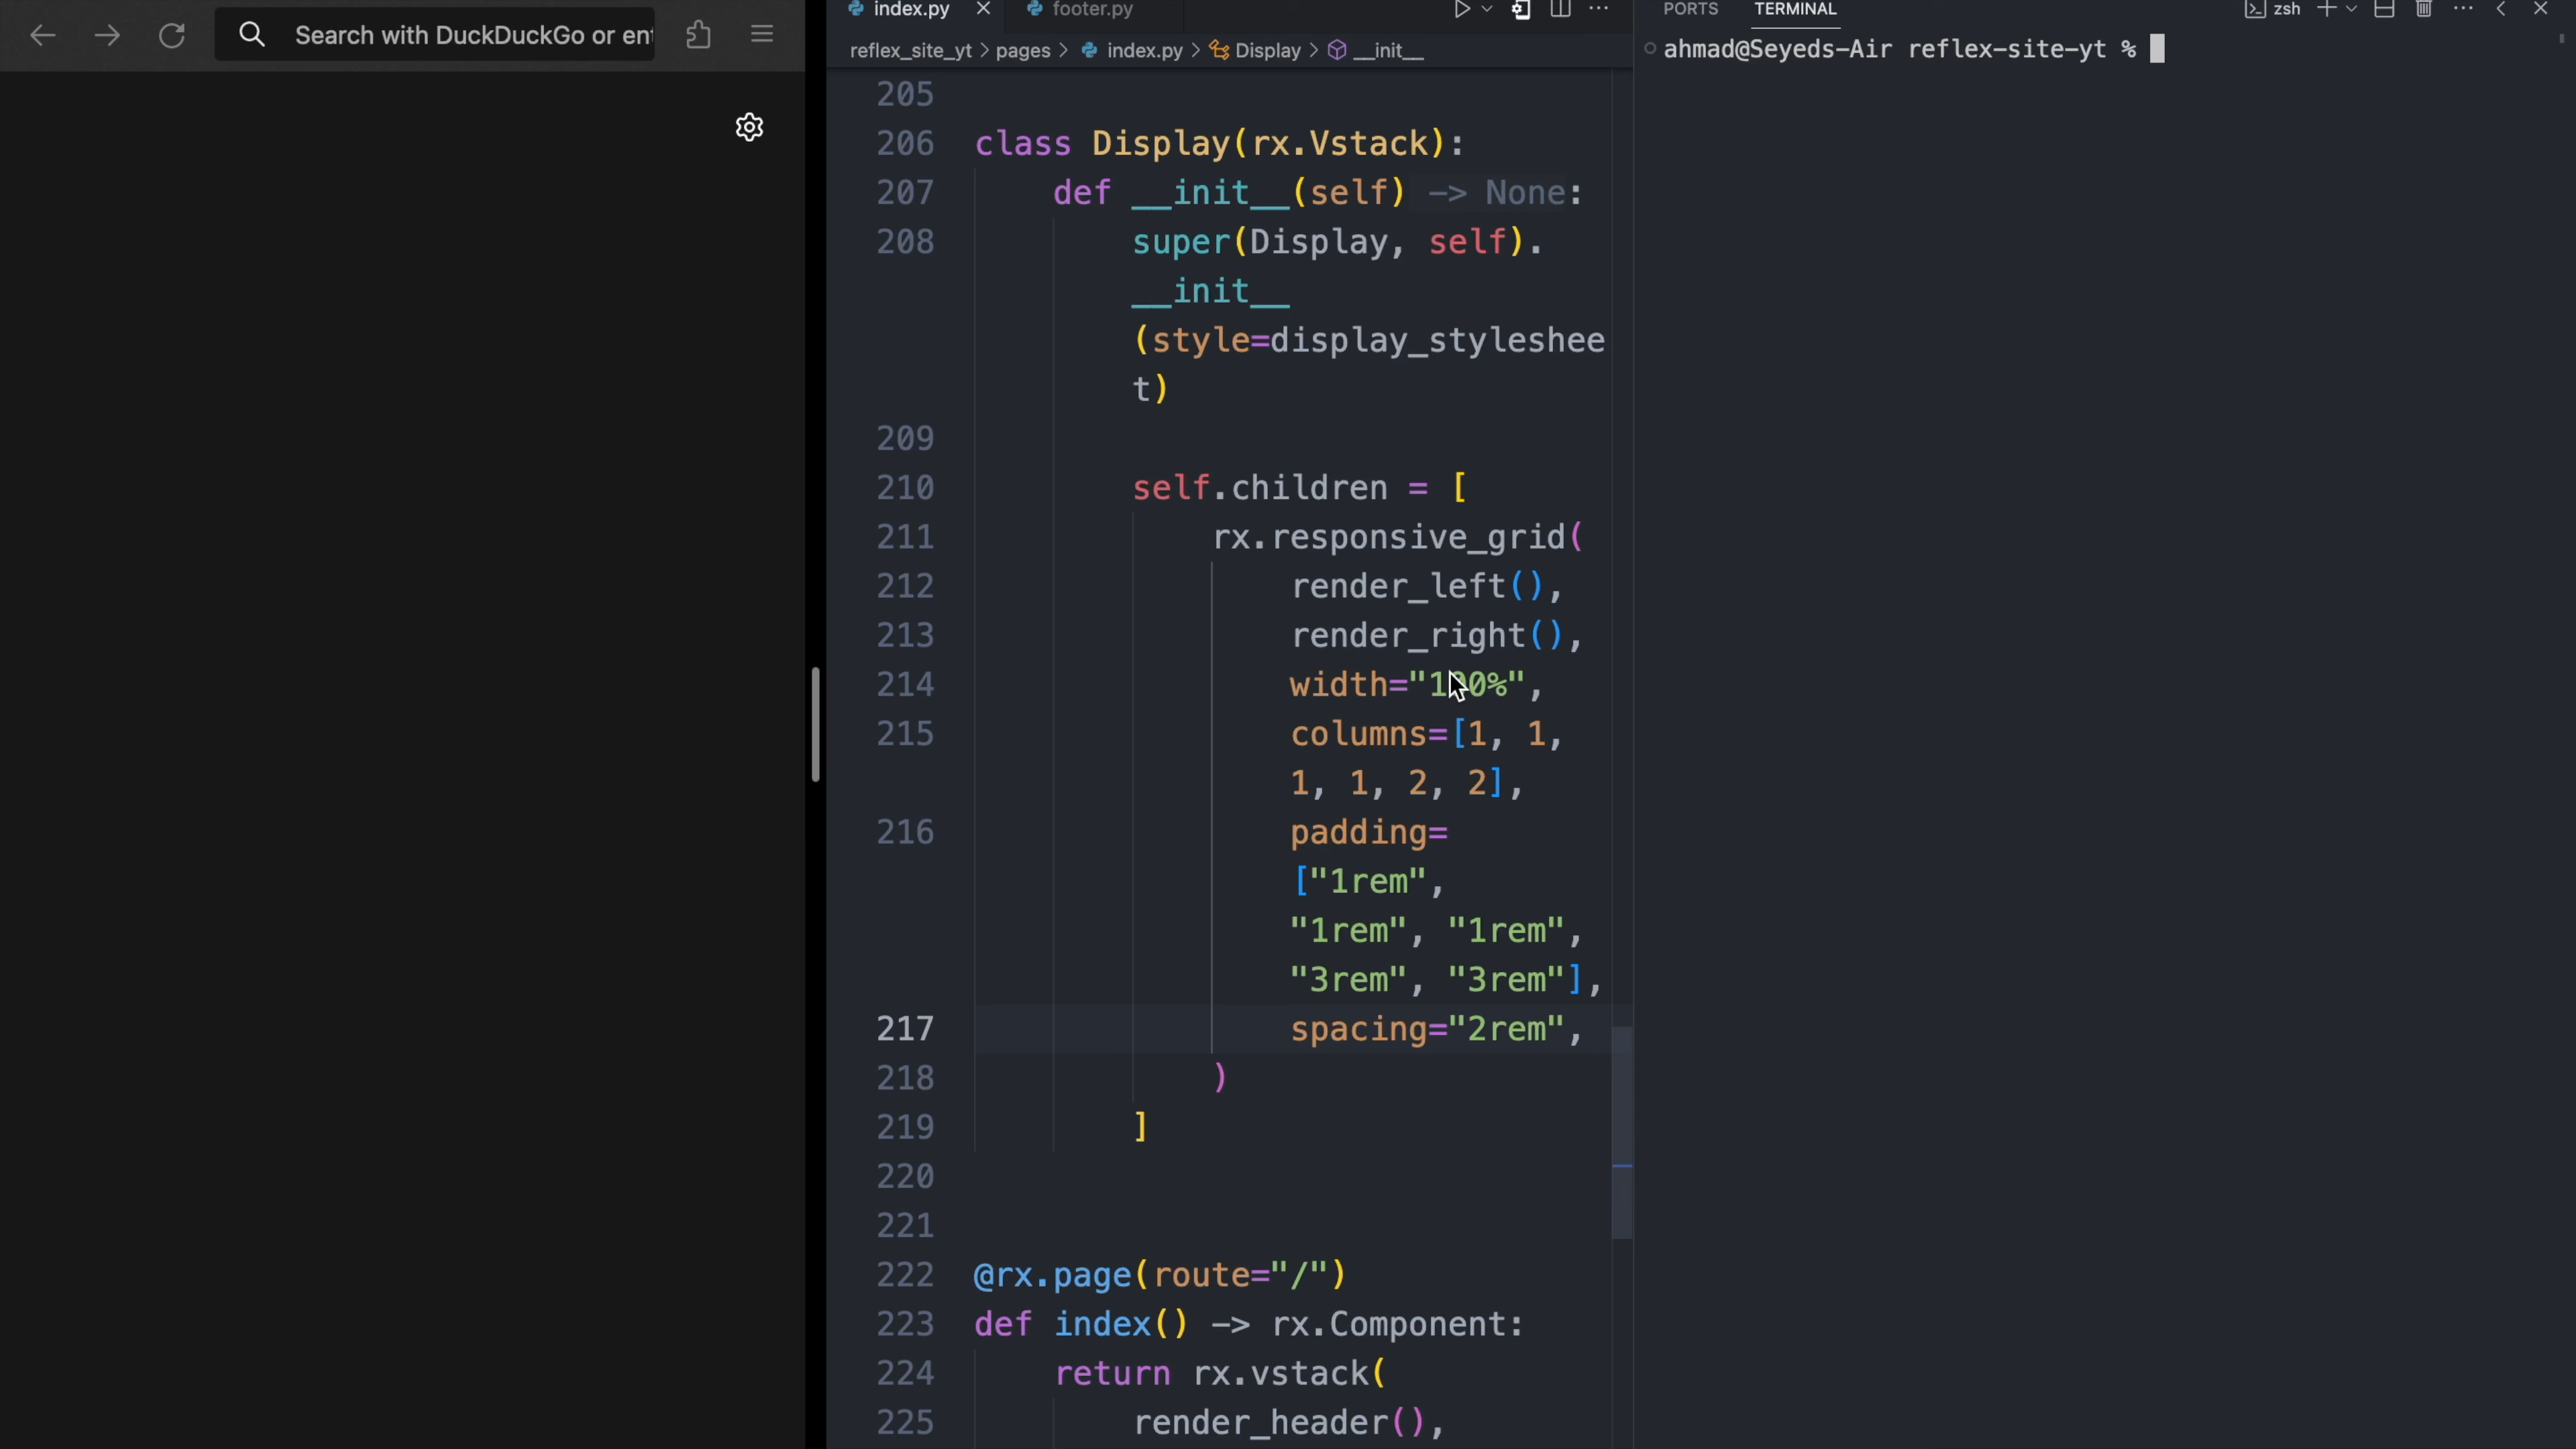 Search with DuckDuckGo or ent
index.py
footer.py
reflex_site_yt > pages > index.py > Display > __init__
205
206 class Display(rx.Vstack):
207 def __init__(self) -> None:
208 super(Display, self).
__init__
(style=display_styleshee
t)
209
210 self.children = [
211 rx.responsive_grid(
212 render_left(),
213 render_right(),
214 width="100%",
215 columns=[1, 1,
1, 1, 2, 2],
216 padding=
["1rem",
"1rem", "1rem",
"3rem", "3rem"],
217 spacing="2rem",
218 )
219 ]
220
221
222 @rx.page(route="/")
223 def index() -> rx.Component:
224 return rx.vstack(
225 render_header(),
PORTS TERMINAL zsh
ahmad@Seyeds-Air reflex-site-yt %